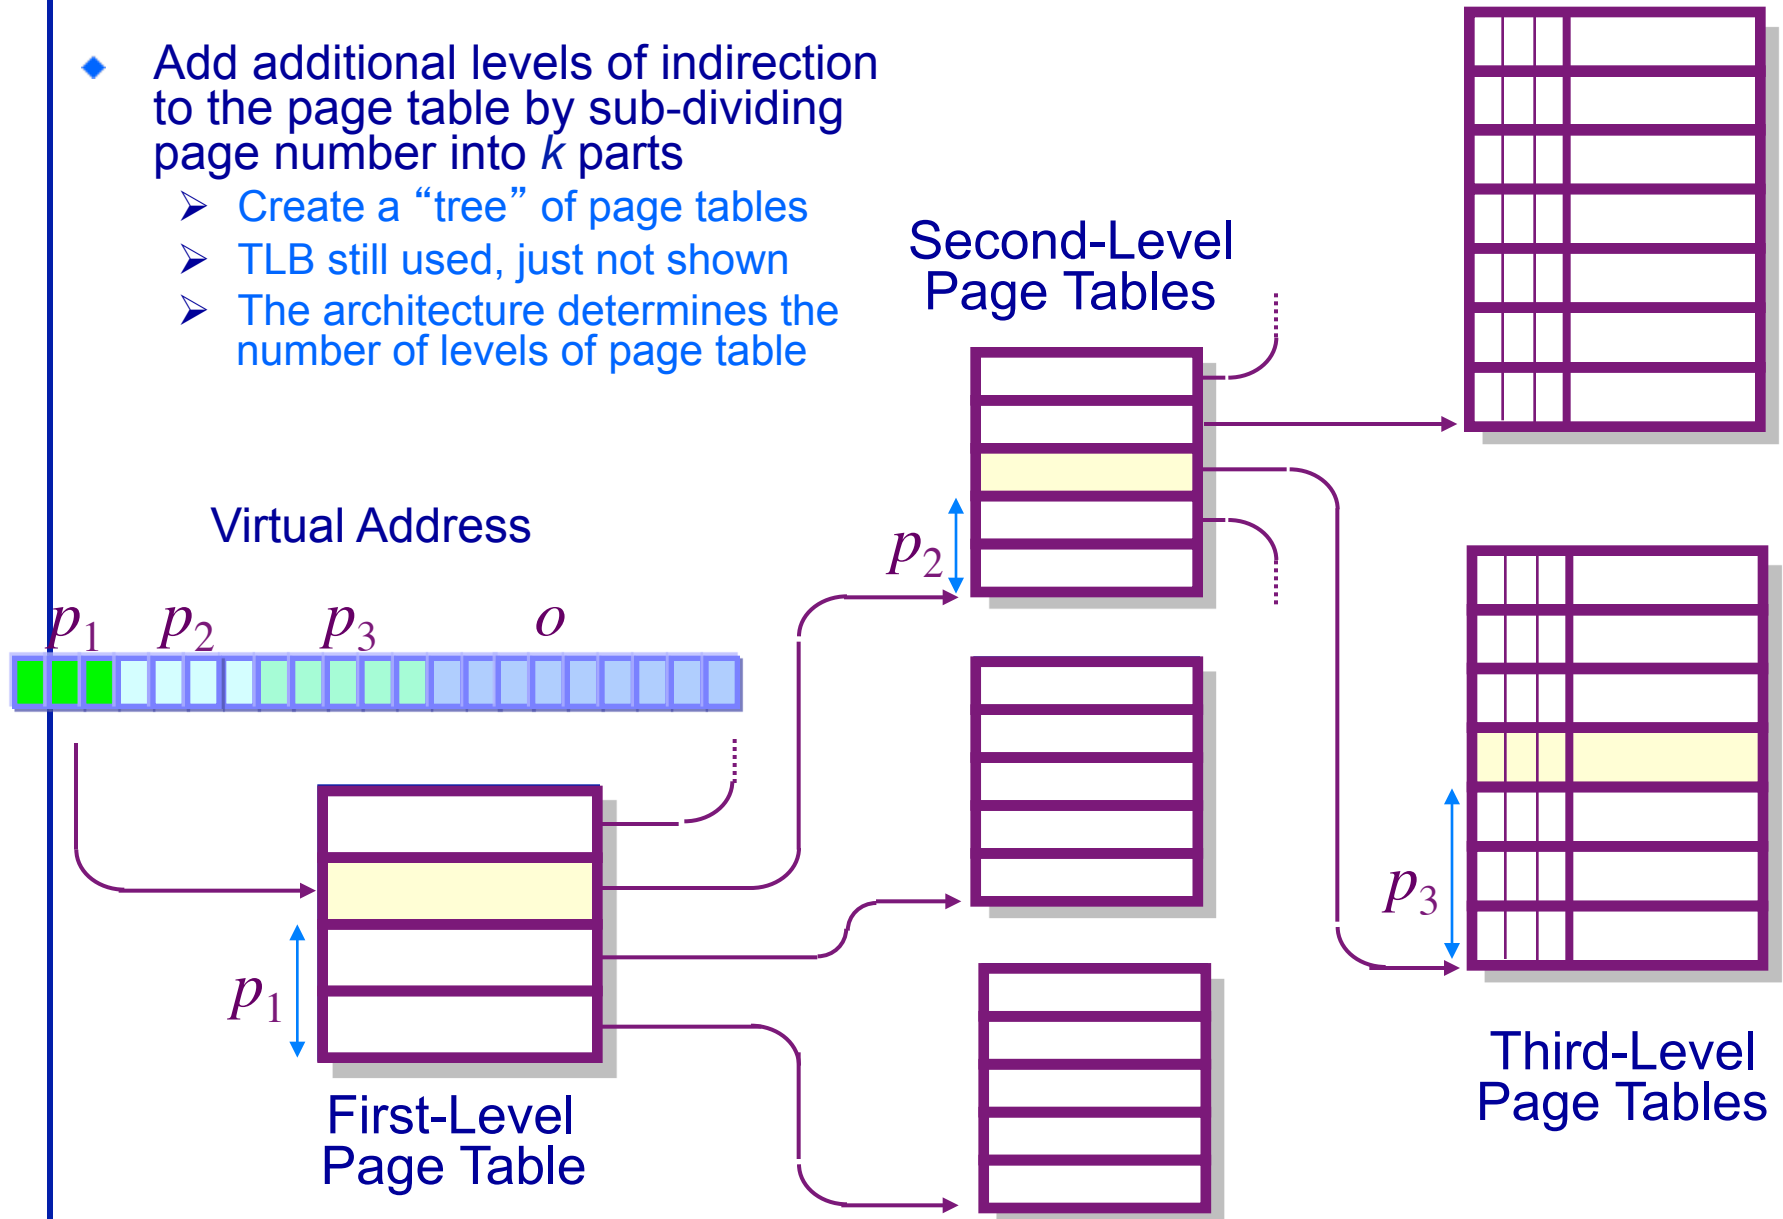 Add additional levels of indirection
to the page table by sub-dividing
page number into k parts
Create a “tree” of page tables
TLB still used, just not shown
The architecture determines the
number of levels of page table
Second-Level
Page Tables
Virtual Address
p2
p1 p2 p3 o
p3
p1
First-Level
Page Table
Third-Level
Page Tables